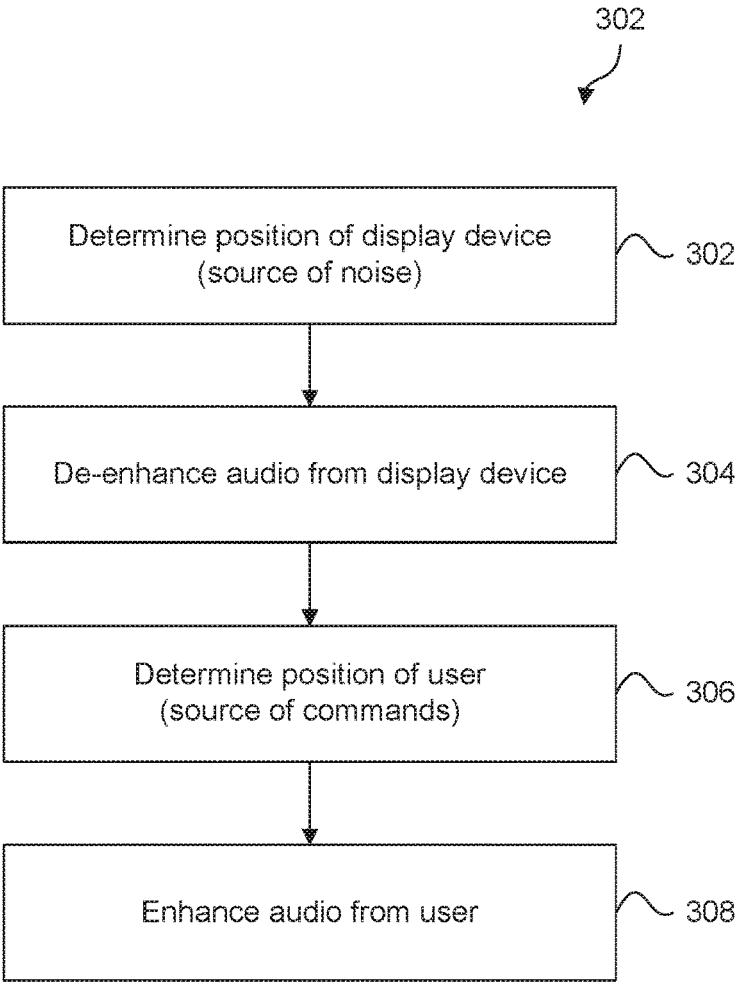 302
Determine position of display device
(source of noise)
302
De-enhance audio from display device
304
Determine position of user
(source of commands)
306
Enhance audio from user
308